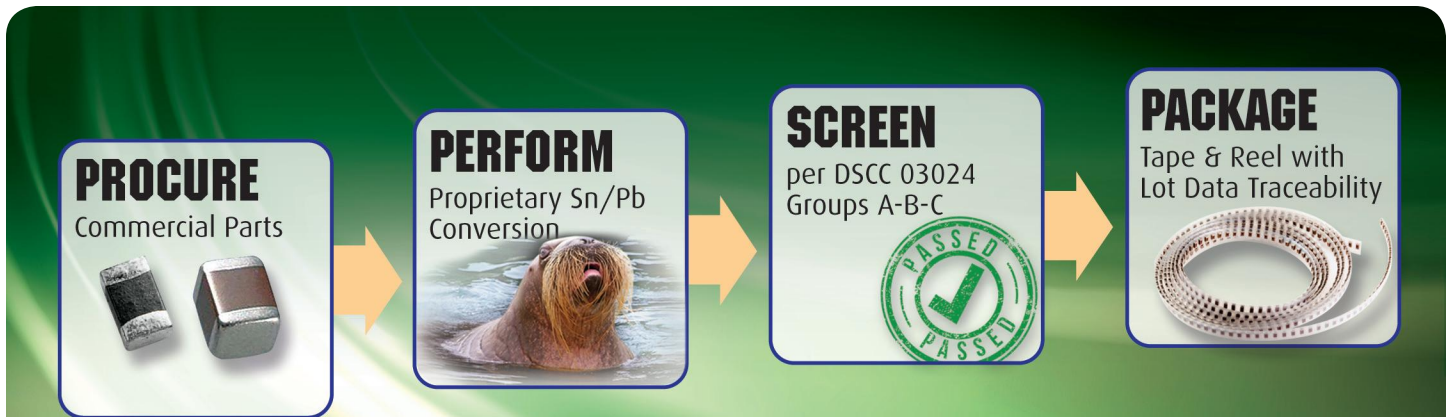 PROCURE
Commercial Parts
PERFORM
Proprietary Sn/Pb
Conversion
SCREEN
per DSCC 03024
Groups A-B-C
PASSED
PASSED
PACKAGE
Tape & Reel with
Lot Data Traceability